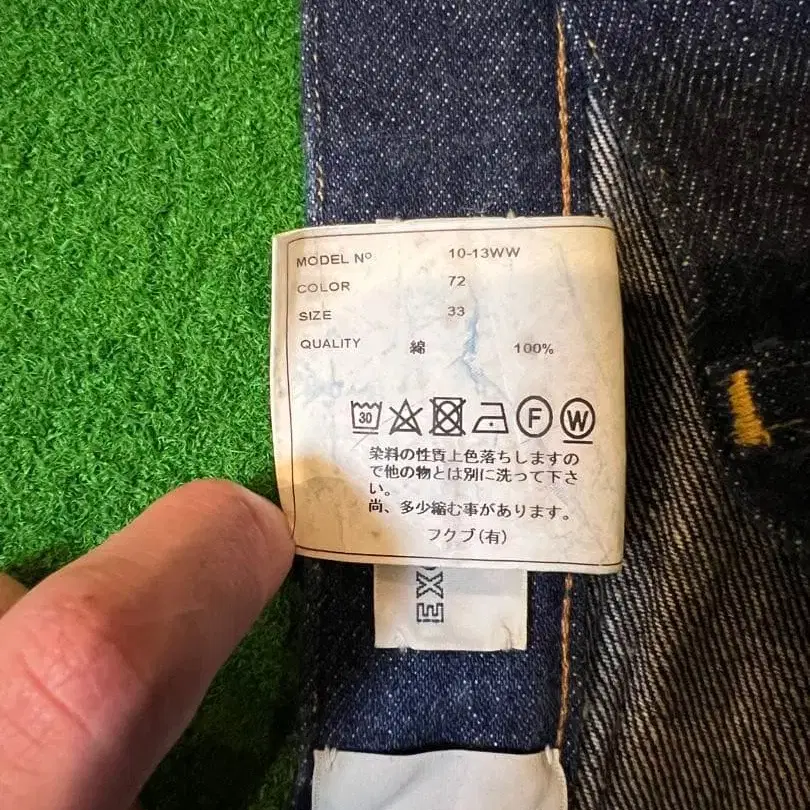 MODEL Nº 10-13WW
COLOR 72
SIZE 33
QUALITY 綿 100%
30 F W
染料の性質上色落ちしますの
で他の物とは別に洗って下さ
い。
尚、多少縮む事があります。
フクブ(有)
EXC